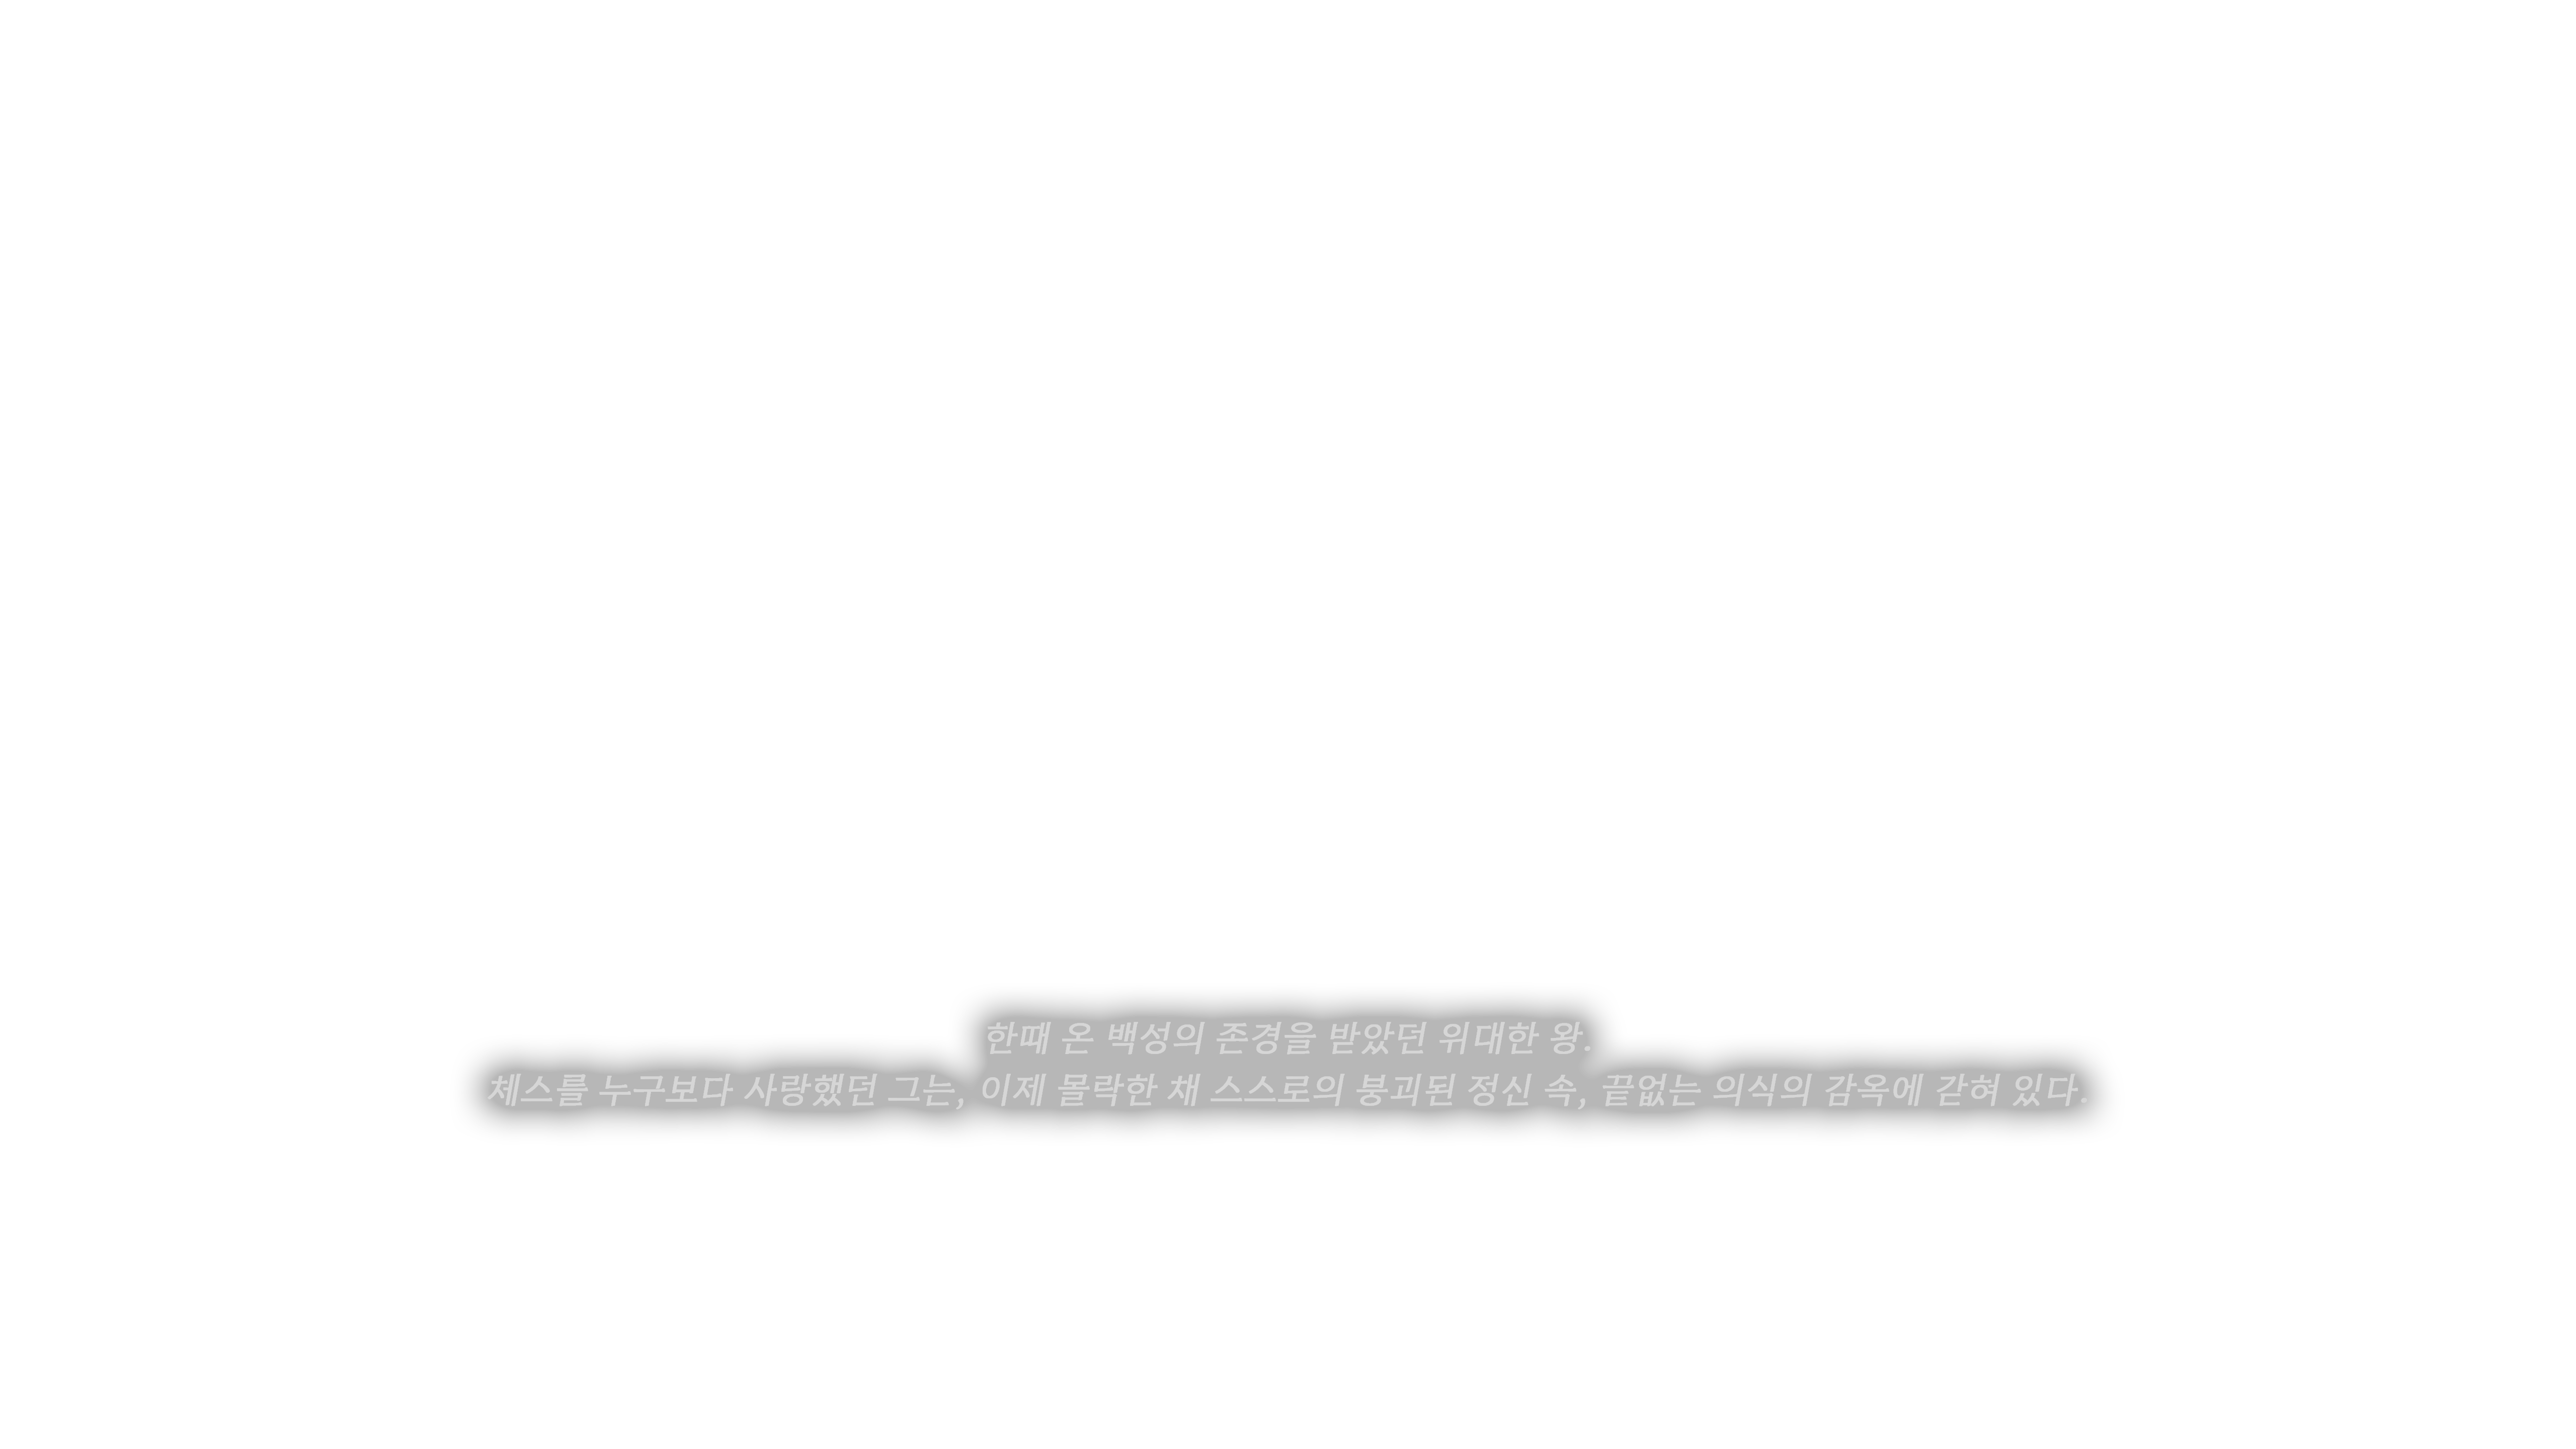 한때 온 백성의 존경을 받았던 위대한 왕.
체스를 누구보다 사랑했던 그는, 이제 몰락한 채 스스로의 붕괴된 정신 속, 끝없는 의식의 감옥에 갇혀 있다.